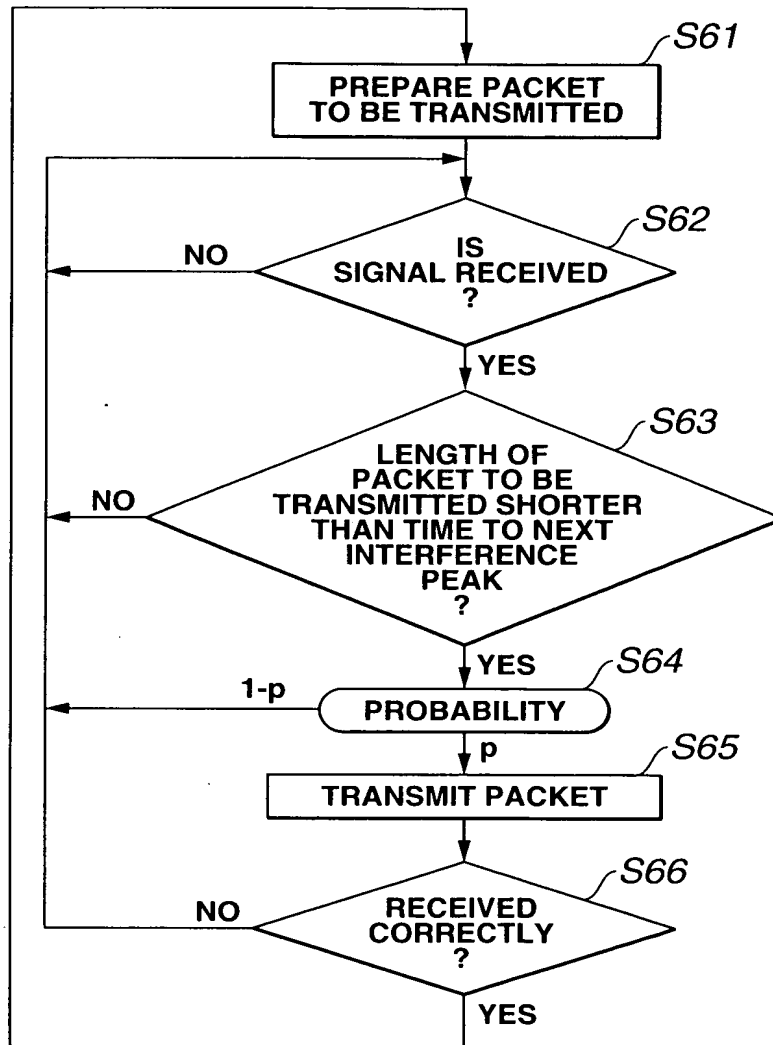 S61
PREPARE PACKET
TO BE TRANSMITTED
S62
IS
SIGNAL RECEIVED
?
NO
YES
S63
LENGTH OF
PACKET TO BE
TRANSMITTED SHORTER
THAN TIME TO NEXT
INTERFERENCE
PEAK
?
NO
YES
S64
1-p
PROBABILITY
p
S65
TRANSMIT PACKET
S66
RECEIVED
CORRECTLY
?
NO
YES